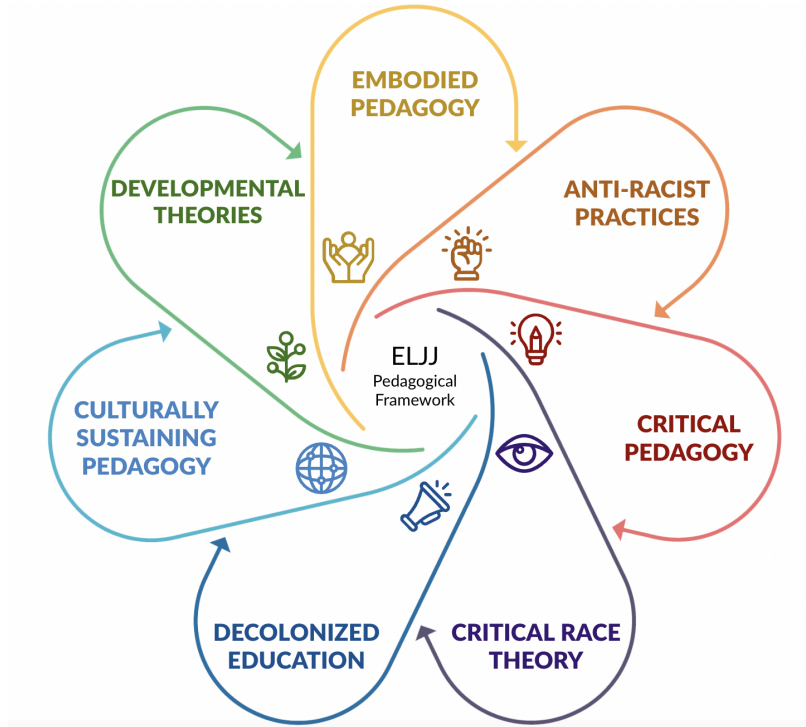 EMBODIED
PEDAGOGY
ANTI-RACIST
PRACTICES
CRITICAL
PEDAGOGY
CRITICAL RACE
THEORY
DECOLONIZED
EDUCATION
CULTURALLY
SUSTAINING
PEDAGOGY
DEVELOPMENTAL
THEORIES
ELJJ
Pedagogical
Framework